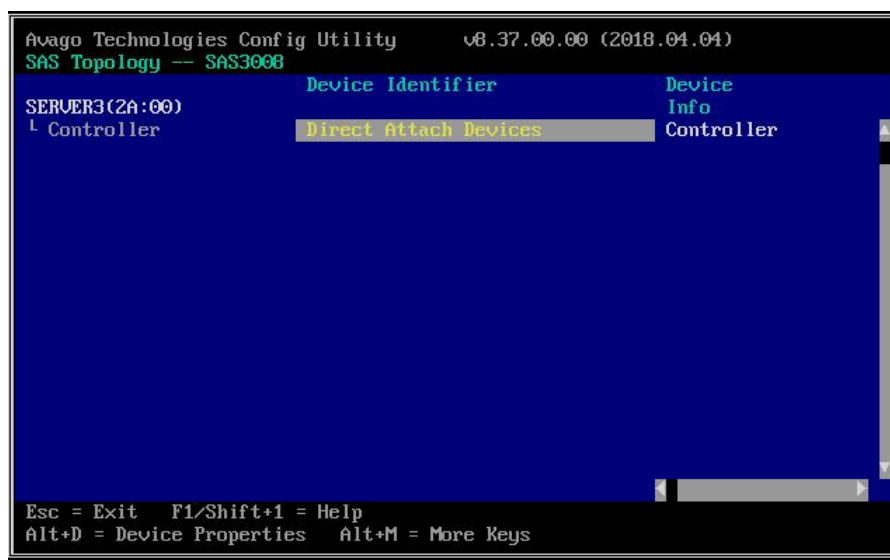 Avago Technologies Config Utility v8.37.00.00 (2018.04.04)
SAS Topology -- SAS3008
Device Identifier Device
SERVER3(2A:00) Info
└ Controller Direct Attach Devices Controller
Esc = Exit F1/Shift+1 = Help
Alt+D = Device Properties Alt+M = More Keys